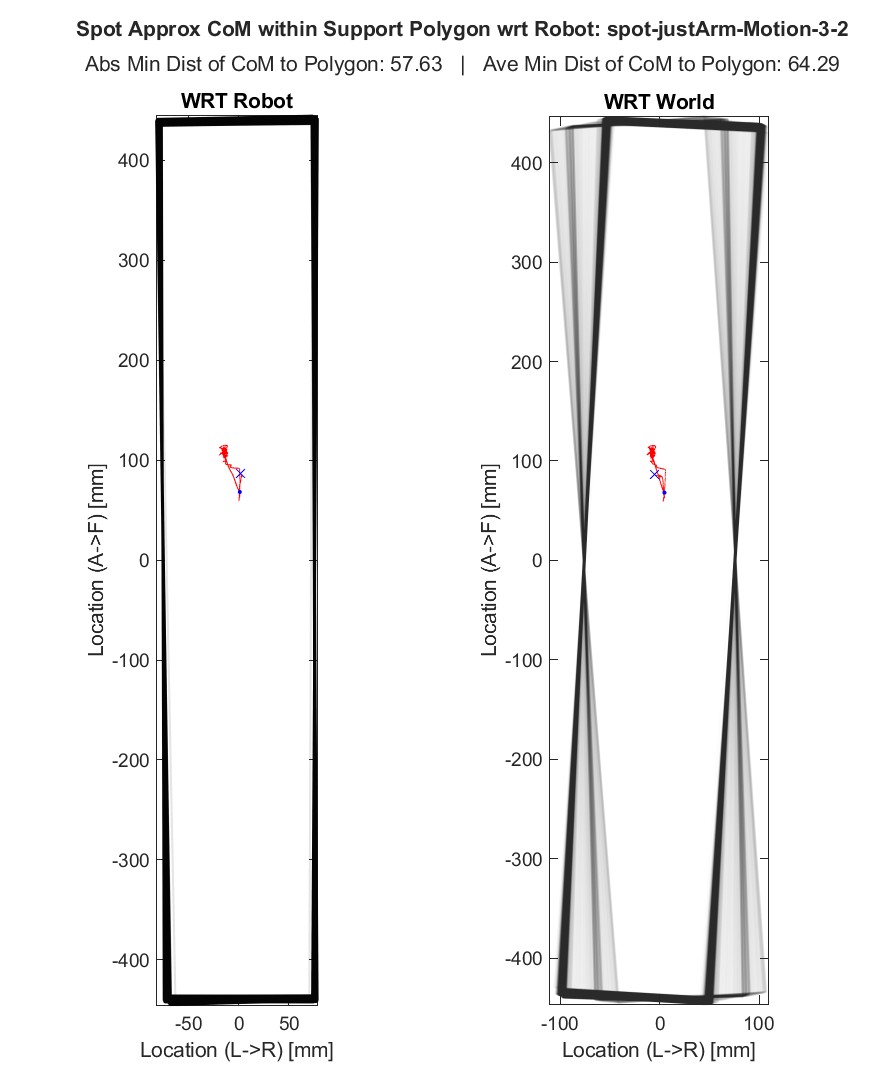 Spot Approx CoM within Support Polygon wrt Robot: spot-justArm-Motion-3-2
Abs Min Dist of CoM to Polygon: 57.63 | Ave Min Dist of CoM to Polygon: 64.29
WRT Robot
400
300
200
100
0
-100
-200
-300
-400
-50 0 50
Location (A->F) [mm]
Location (L->R) [mm]
WRT World
400
300
200
100
0
-100
-200
-300
-400
-100 0 100
Location (A->F) [mm]
Location (L->R) [mm]